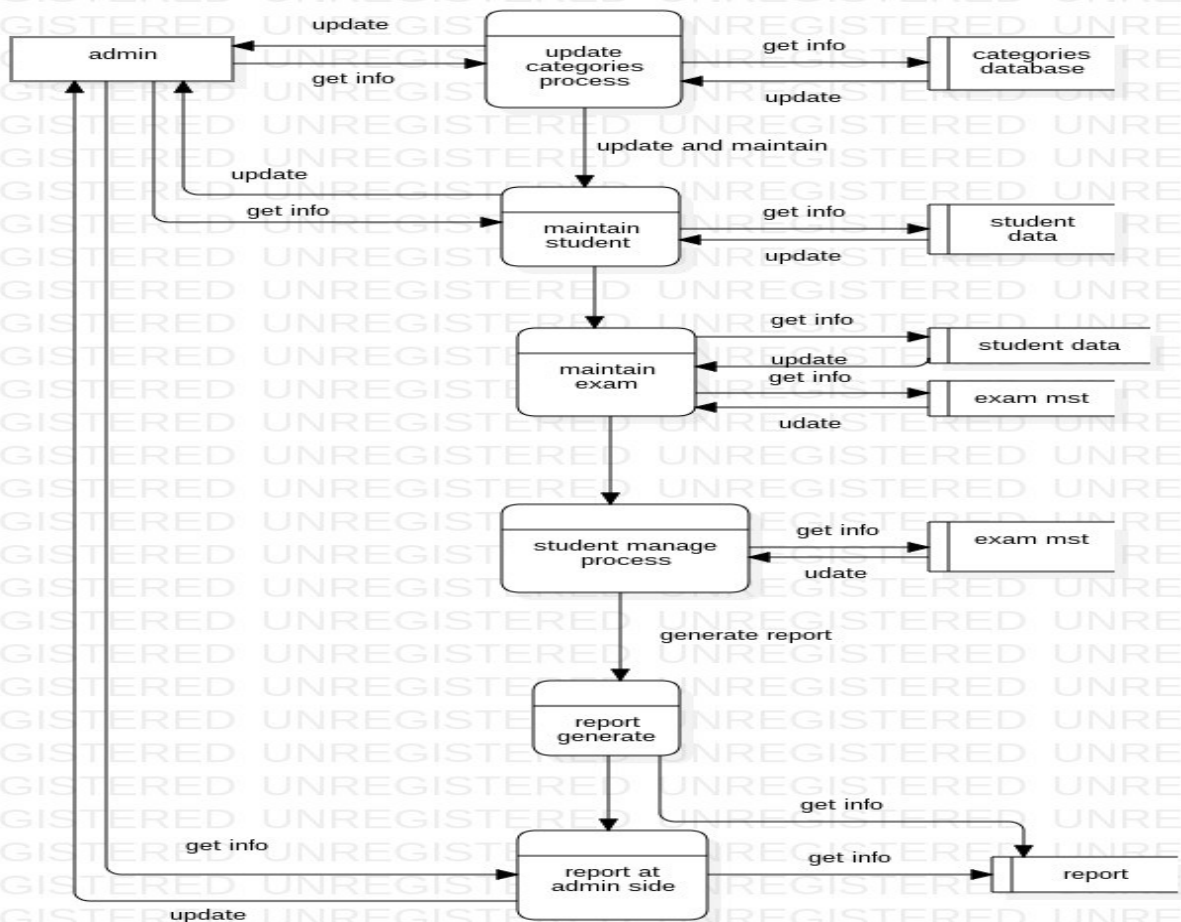 update
admin
get info
update
categories
process
get info
categories
database
update
update and maintain
update
get info
maintain
student
get info
student
data
update
get info
maintain
exam
student data
update
get info
exam mst
udate
student manage
process
get info
exam mst
udate
generate report
report
generate
get info
get info
report at
admin side
get info
report
update
UNREGISTERED